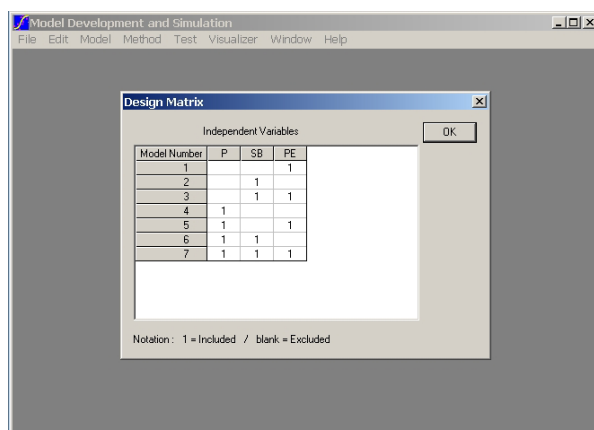 Model Development and Simulation
File Edit Model Method Test Visualizer Window Help
Design Matrix
Independent Variables
OK
Model Number P SB PE
1 1
2 1
3 1 1
4 1
5 1 1
6 1 1
7 1 1 1
Notation : 1 = Included / blank = Excluded